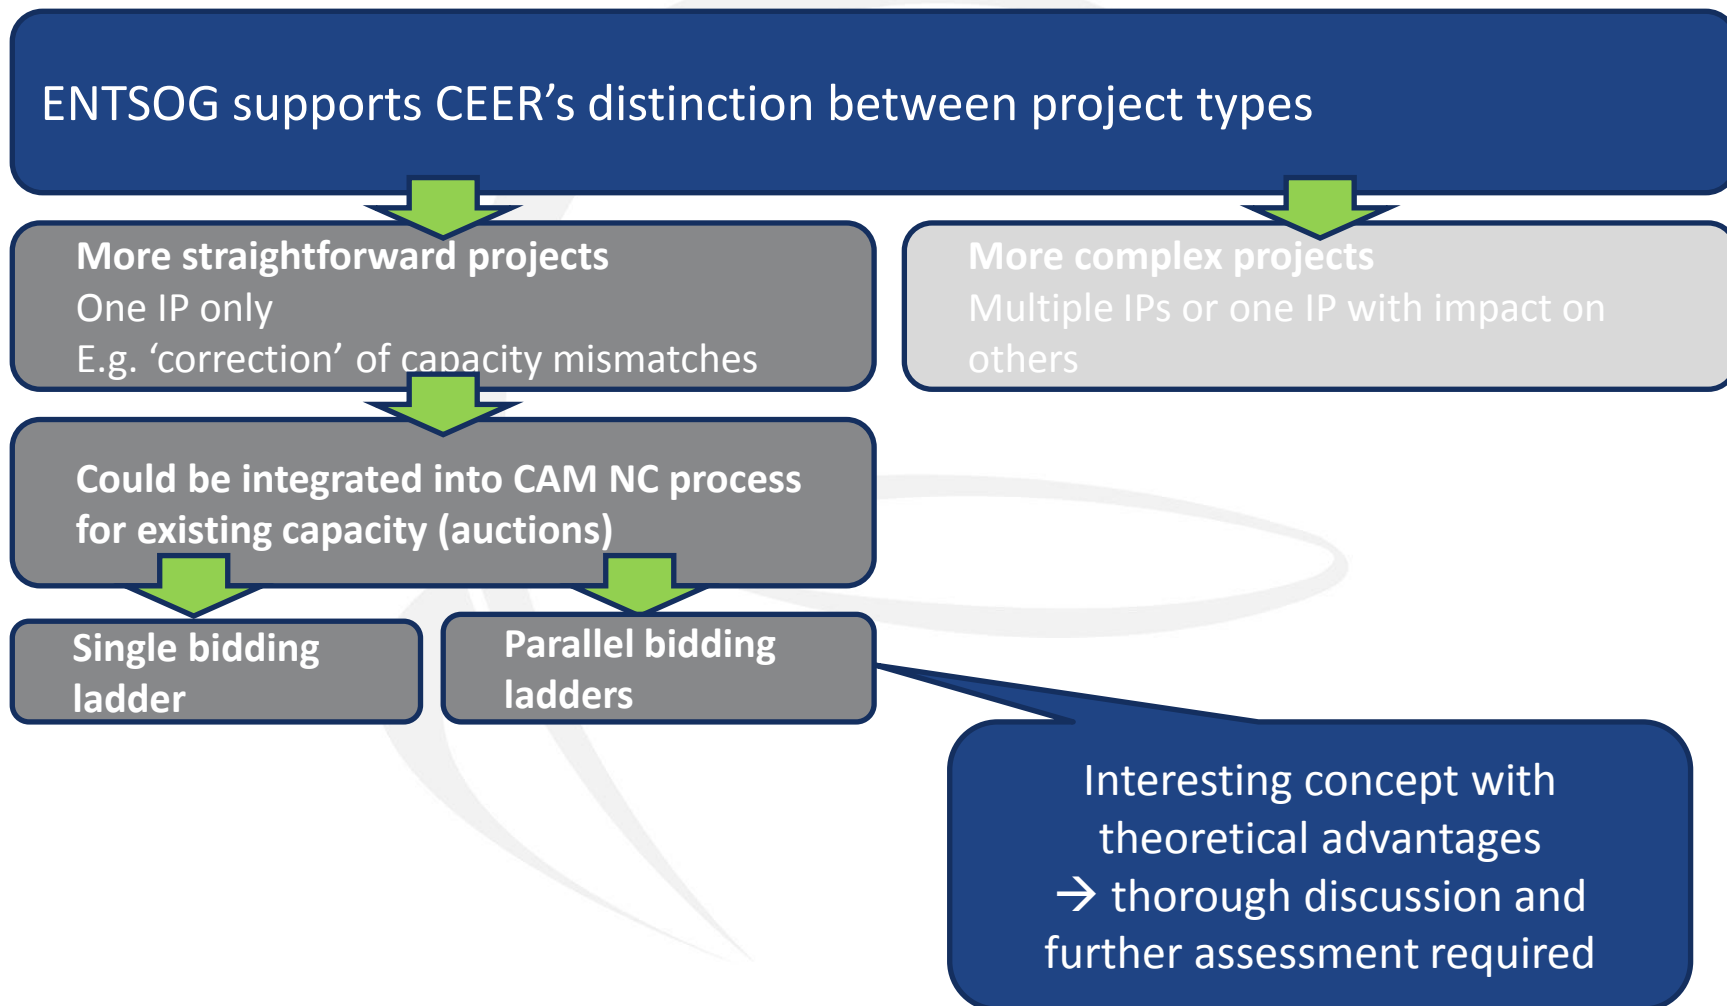 ENTSOG supports CEER’s distinction between project types
More straightforward projects
One IP only
E.g. ‘correction’ of capacity mismatches
More complex projects
Multiple IPs or one IP with impact on
others
Could be integrated into CAM NC process
for existing capacity (auctions)
Single bidding
ladder
Parallel bidding
ladders
Interesting concept with
theoretical advantages
→ thorough discussion and
further assessment required